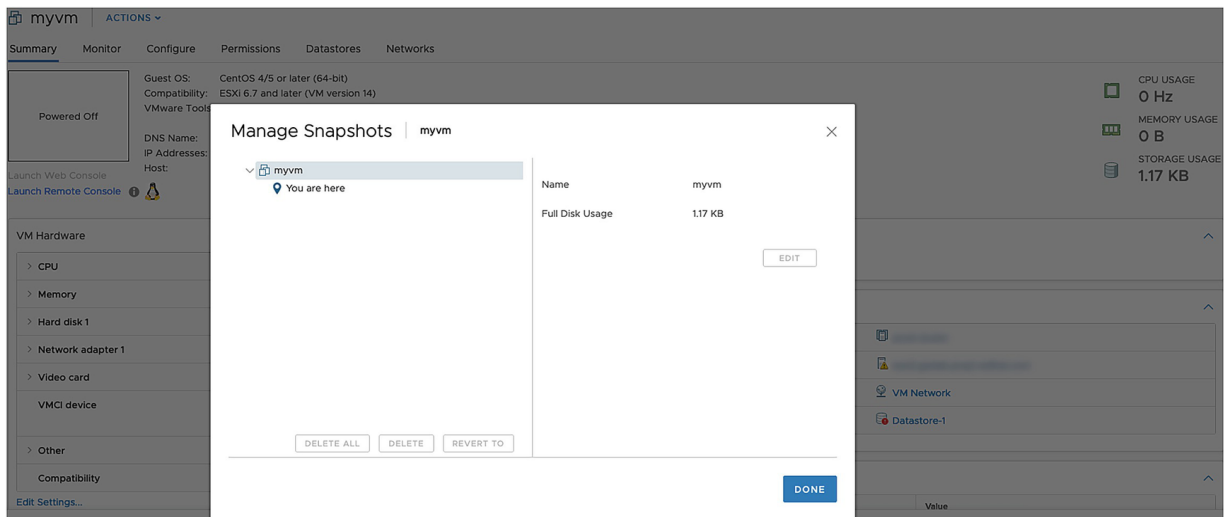 myvm ACTIONS
Summary Monitor Configure Permissions Datastores Networks
Powered Off
Guest OS: CentOS 4/5 or later (64-bit)
Compatibility: ESXi 6.7 and later (VM version 14)
VMware Tools
DNS Name:
IP Addresses:
Host:
Launch Web Console
Launch Remote Console
CPU USAGE
0 Hz
MEMORY USAGE
0 B
STORAGE USAGE
1.17 KB
Manage Snapshots myvm
myvm
You are here
Name myvm
Full Disk Usage 1.17 KB
EDIT
DELETE ALL DELETE REVERT TO
DONE
VM Hardware
CPU
Memory
Hard disk 1
Network adapter 1
Video card
VMCI device
Other
Compatibility
Edit Settings...
VM Network
Datastore-1
Value